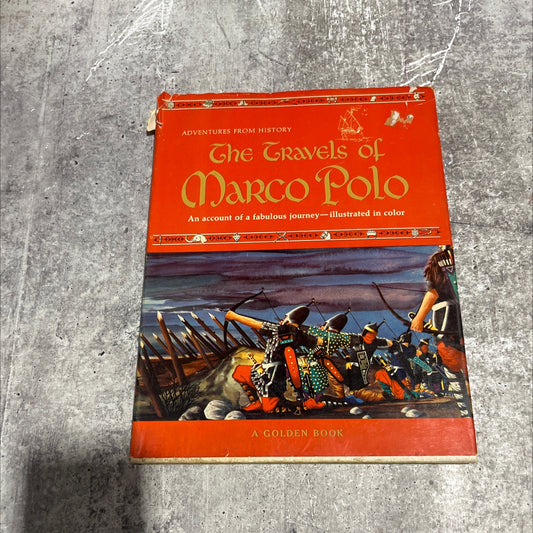 ADVENTURES FROM HISTORY
The Travels of
Marco Polo
An account of a fabulous journey—illustrated in color
A GOLDEN BOOK